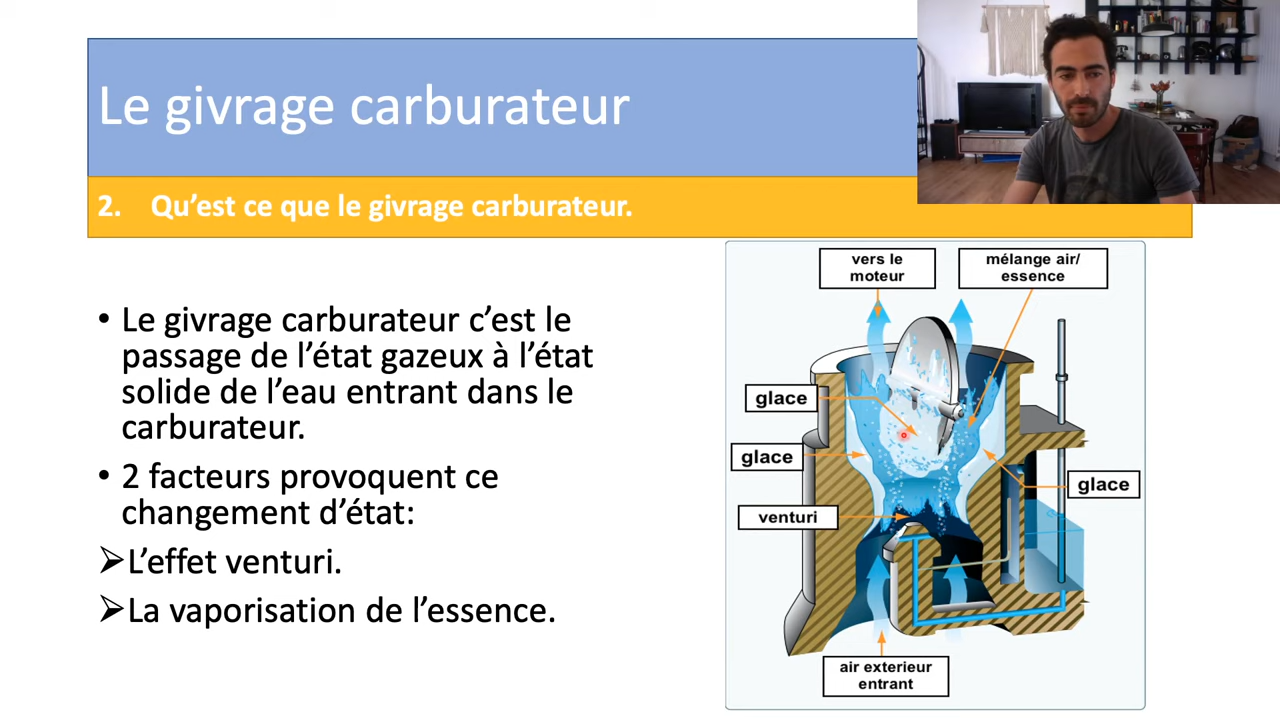 Le givrage carburateur
2. Qu’est ce que le givrage carburateur.
• Le givrage carburateur c’est le
passage de l’état gazeux à l’état
solide de l’eau entrant dans le
carburateur.
• 2 facteurs provoquent ce
changement d’état:
➢L’effet venturi.
➢La vaporisation de l’essence.
vers le
moteur
mélange air/
essence
glace
glace
glace
venturi
air exterieur
entrant